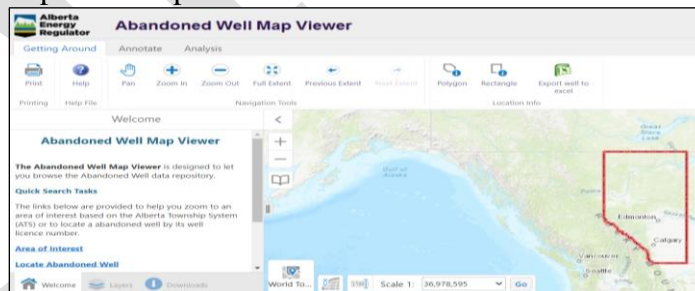 Alberta
Energy
Regulator
Abandoned Well Map Viewer
Getting Around Annotate Analysis
Print Help Pan Zoom In Zoom Out Full Extent Previous Extent Next Extent Polygon Rectangle Export well to excel
Printing Help File Navigation Tools Location Info
Welcome
Abandoned Well Map Viewer
The Abandoned Well Map Viewer is designed to let
you browse the Abandoned Well data repository.
Quick Search Tasks
The links below are provided to help you zoom to an
area of interest based on the Alberta Township System
(ATS) or to locate a abandoned well by its well
licence number.
Area of Interest
Locate Abandoned Well
Welcome Layers Downloads
Great
Slave
Lake
Gulf of
Alaska
Edmonton
Calgary
Vancouver
Seattle
World To... Scale 1: 36,978,595 Go